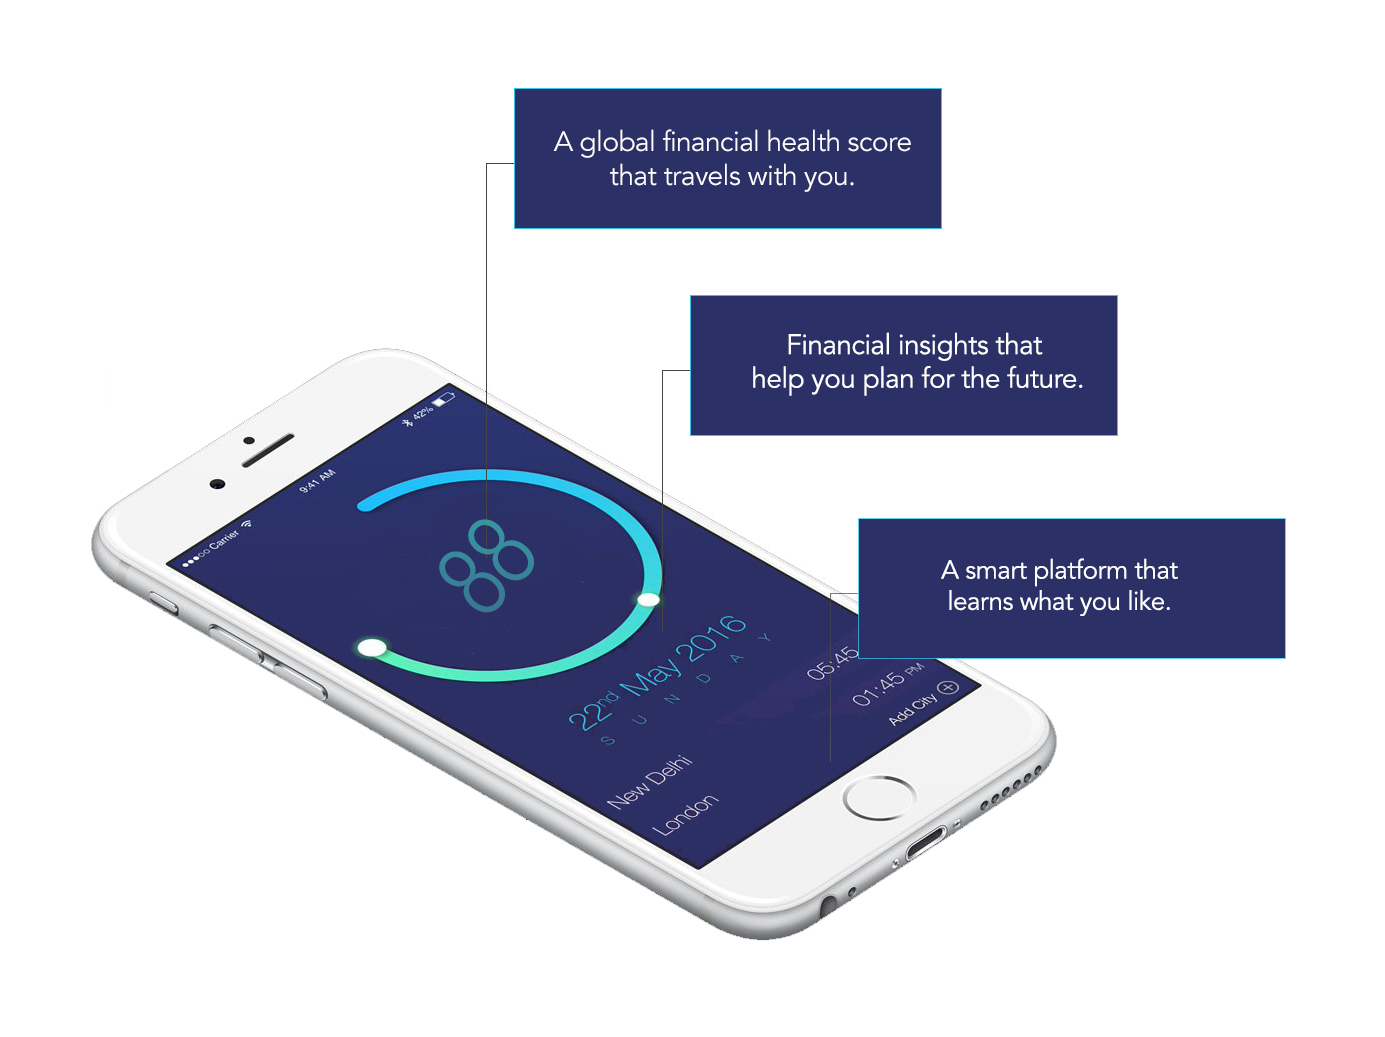 A global financial health score
that travels with you.
Financial insights that
help you plan for the future.
A smart platform that
learns what you like.
Carrier
9:41 AM
42%
88
22nd May 2016
SUNDAY
New Delhi
05:45
London
01:45 PM
Add City